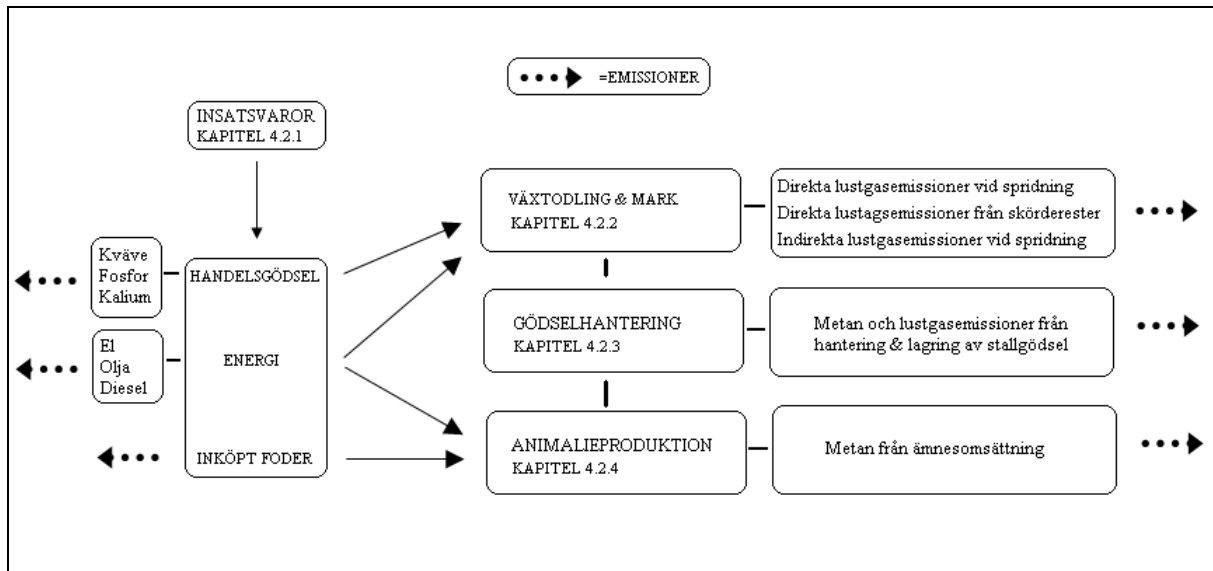 =EMISSIONER
INSATSVAROR
KAPITEL 4.2.1
Kväve
Fosfor
Kalium
El
Olja
Diesel
HANDELSGÖDSEL
ENERGI
INKÖPT FODER
VÄXTODLING & MARK
KAPITEL 4.2.2
Direkta lustgasemissioner vid spridning
Direkta lustagsemissioner från skörderester
Indirekta lustgasemissioner vid spridning
GÖDSELHANTERING
KAPITEL 4.2.3
Metan och lustgasemissioner från
hantering & lagring av stallgödsel
ANIMALIEPRODUKTION
KAPITEL 4.2.4
Metan från ämnesomsättning